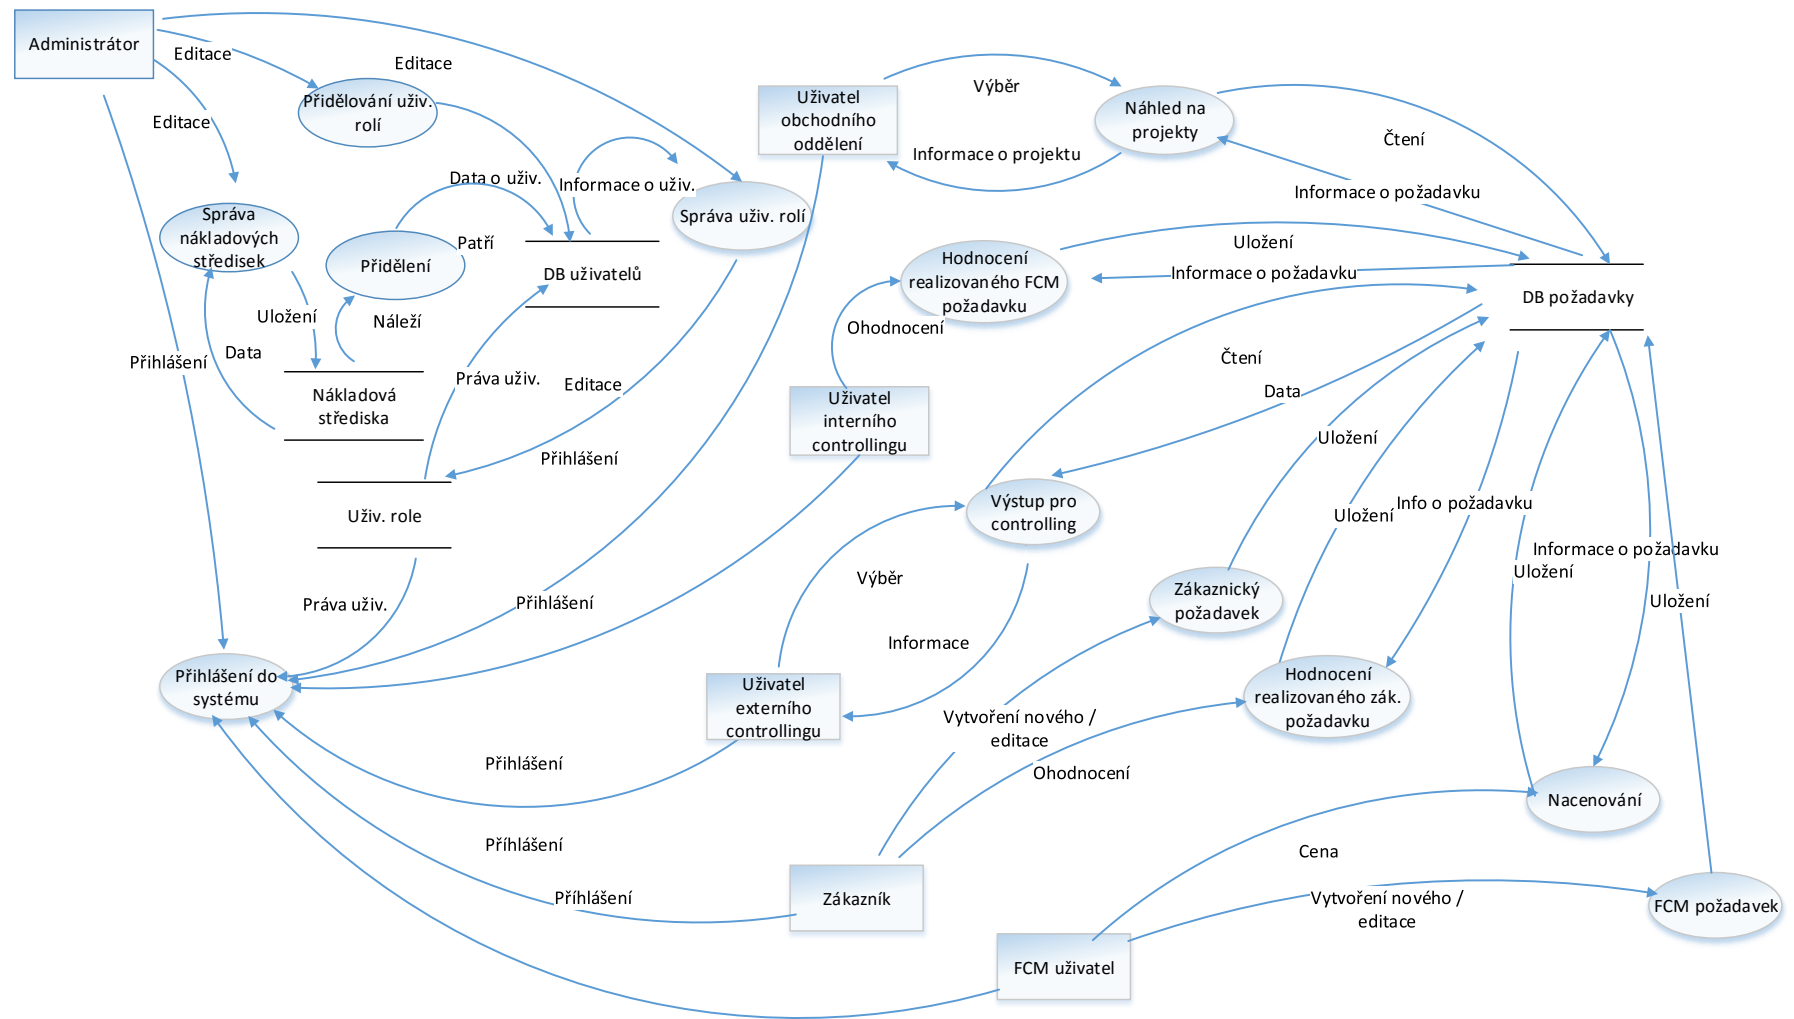 Administrátor
Editace
Editace
Editace
Přidělování uživ.
rolí
Uživatel
obchodního
oddělení
Výběr
Náhled na
projekty
Čtení
Informace o projektu
Data o uživ.
Informace o uživ.
Informace o požadavku
Správa
nákladových
středisek
Přidělení
Patří
Správa uživ. rolí
DB uživatelů
Hodnocení
realizovaného FCM
požadavku
Uložení
Informace o požadavku
DB požadavky
Uložení
Náleží
Ohodnocení
Data
Přihlášení
Čtení
Práva uživ.
Editace
Data
Nákladová
střediska
Uživatel
interního
controllingu
Uložení
Přihlášení
Výstup pro
controlling
Uživ. role
Uložení
Info o požadavku
Informace o požadavku
Uložení
Výběr
Zákaznický
požadavek
Práva uživ.
Přihlášení
Uložení
Informace
Přihlášení do
systému
Uživatel
externího
controllingu
Hodnocení
realizovaného zák.
požadavku
Vytvoření nového /
editace
Přihlášení
Ohodnocení
Nacenování
Příhlášení
Cena
Příhlášení
Zákazník
Vytvoření nového /
editace
FCM požadavek
FCM uživatel